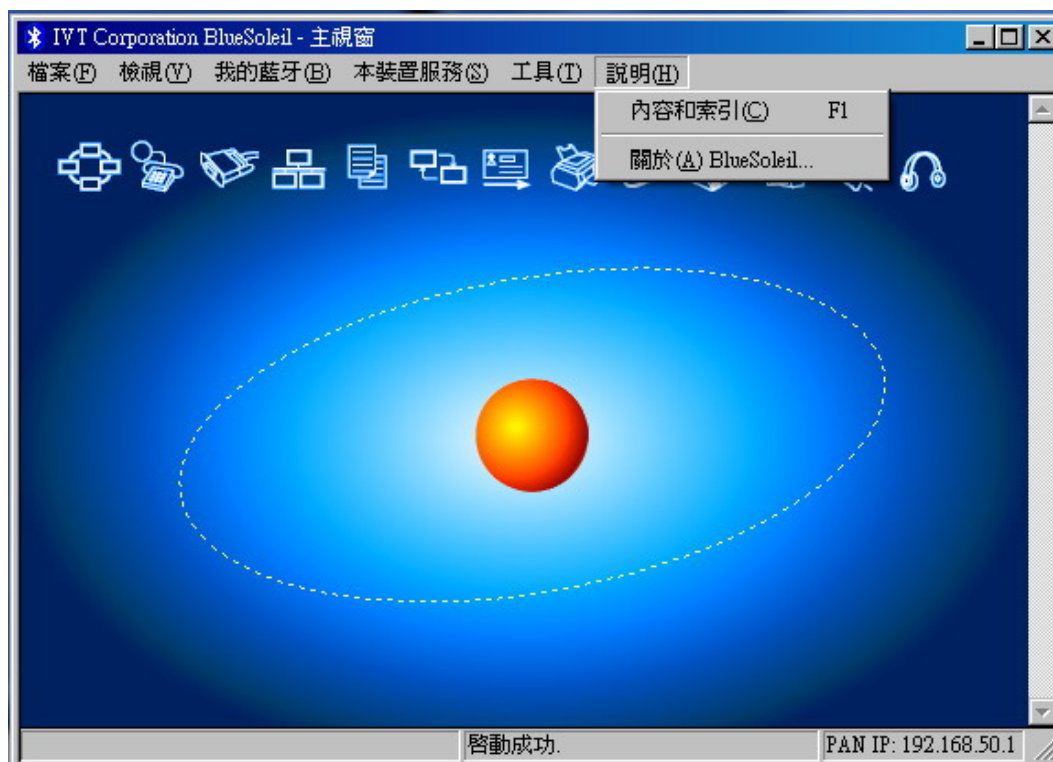 IVT Corporation BlueSoleil - 主視窗
檔案(F) 檢視(V) 我的藍牙(B) 本裝置服務(S) 工具(T) 說明(H)
內容和索引(C) F1
關於(A) BlueSoleil...
啓動成功. PAN IP: 192.168.50.1